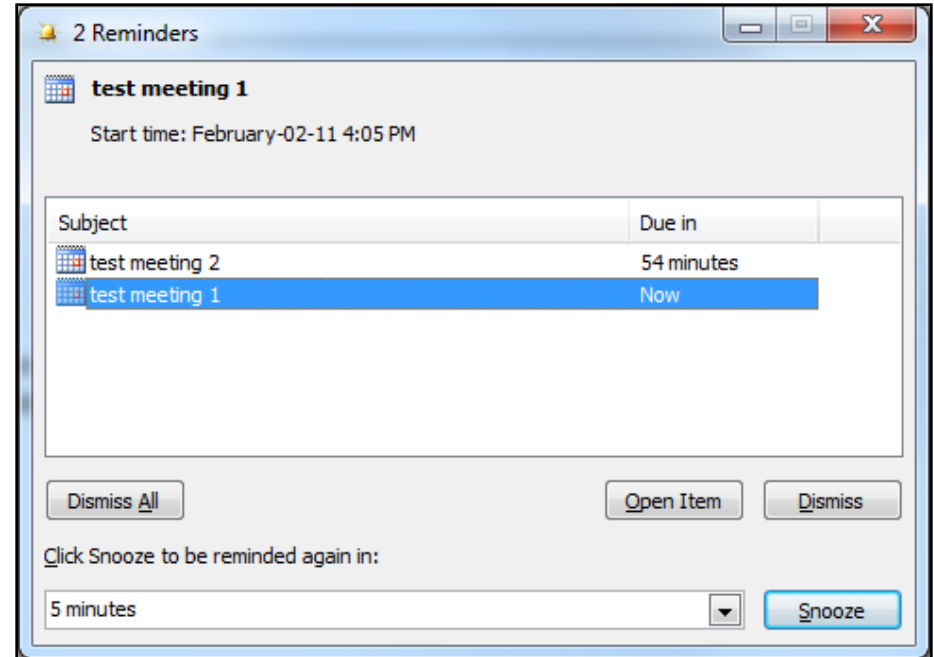 2 Reminders
test meeting 1
Start time: February-02-11 4:05 PM
Subject Due in
test meeting 2 54 minutes
test meeting 1 Now
Dismiss All Open Item Dismiss
Click Snooze to be reminded again in:
5 minutes Snooze